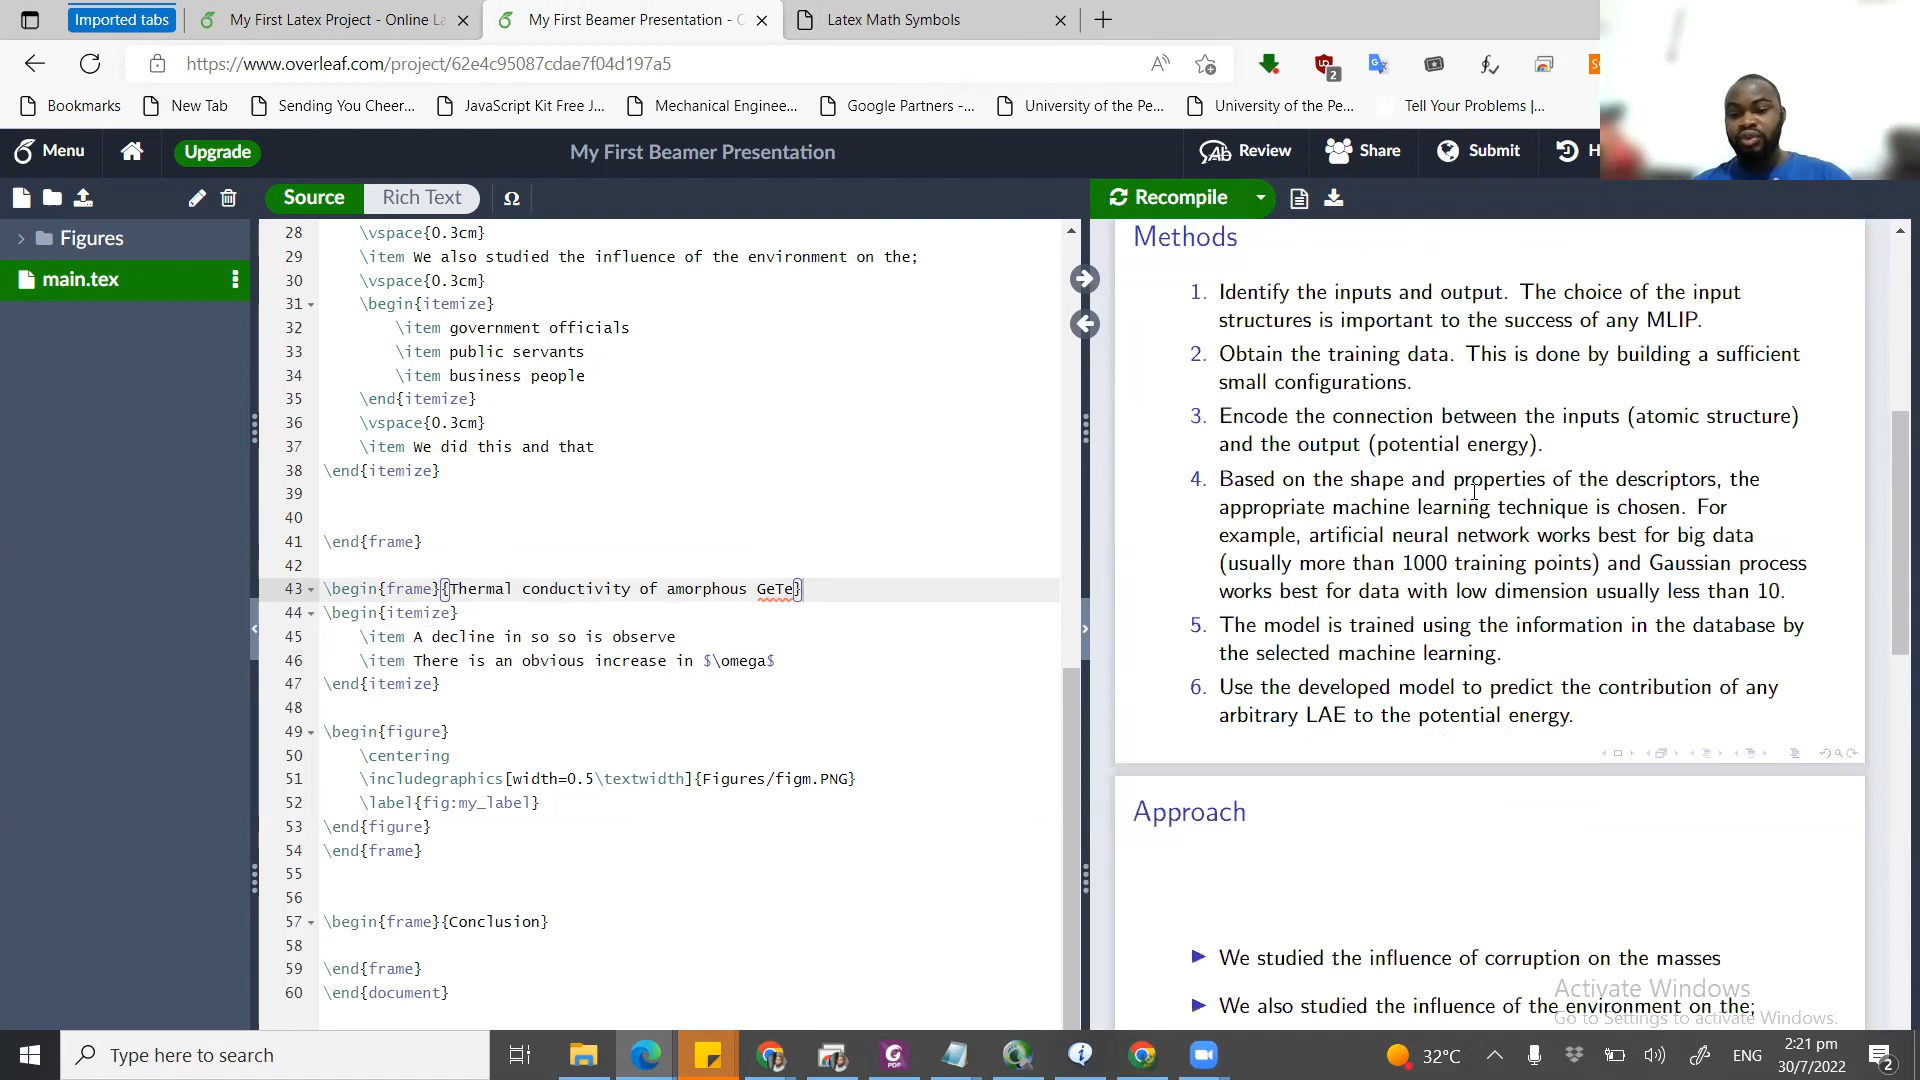 Imported tabs
My First Latex Project - Online La
My First Beamer Presentation - O
Latex Math Symbols
https://www.overleaf.com/project/62e4c95087cdae7f04d197a5
2
Bookmarks
New Tab
Sending You Cheer...
JavaScript Kit Free J...
Mechanical Enginee...
Google Partners -...
University of the Pe...
University of the Pe...
Tell Your Problems |...
Menu
Upgrade
My First Beamer Presentation
Review
Share
Submit
H
Source
Rich Text
Ω
Recompile
Figures
main.tex
28 \vspace{0.3cm}
29 \item We also studied the influence of the environment on the;
30 \vspace{0.3cm}
31 \begin{itemize}
32 \item government officials
33 \item public servants
34 \item business people
35 \end{itemize}
36 \vspace{0.3cm}
37 \item We did this and that
38 \end{itemize}
39
40
41 \end{frame}
42
43 \begin{frame}{Thermal conductivity of amorphous GeTe}
44 \begin{itemize}
45 \item A decline in so so is observe
46 \item There is an obvious increase in $\omega$
47 \end{itemize}
48
49 \begin{figure}
50 \centering
51 \includegraphics[width=0.5\textwidth]{Figures/figm.PNG}
52 \label{fig:my_label}
53 \end{figure}
54 \end{frame}
55
56
57 \begin{frame}{Conclusion}
58
59 \end{frame}
60 \end{document}
Methods
1. Identify the inputs and output. The choice of the input
structures is important to the success of any MLIP.
2. Obtain the training data. This is done by building a sufficient
small configurations.
3. Encode the connection between the inputs (atomic structure)
and the output (potential energy).
4. Based on the shape and properties of the descriptors, the
appropriate machine learning technique is chosen. For
example, artificial neural network works best for big data
(usually more than 1000 training points) and Gaussian process
works best for data with low dimension usually less than 10.
5. The model is trained using the information in the database by
the selected machine learning.
6. Use the developed model to predict the contribution of any
arbitrary LAE to the potential energy.
Approach
We studied the influence of corruption on the masses
We also studied the influence of the environment on the;
Activate Windows
Go to Settings to activate Windows.
Type here to search
32°C
ENG
2:21 pm
30/7/2022
2